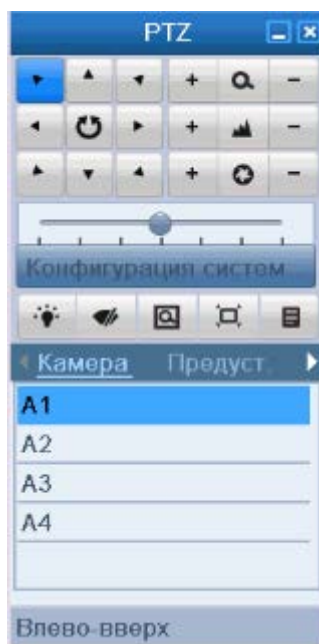 PTZ
Конфигурация систем...
Камера Предуст.
A1
A2
A3
A4
Влево-вверх